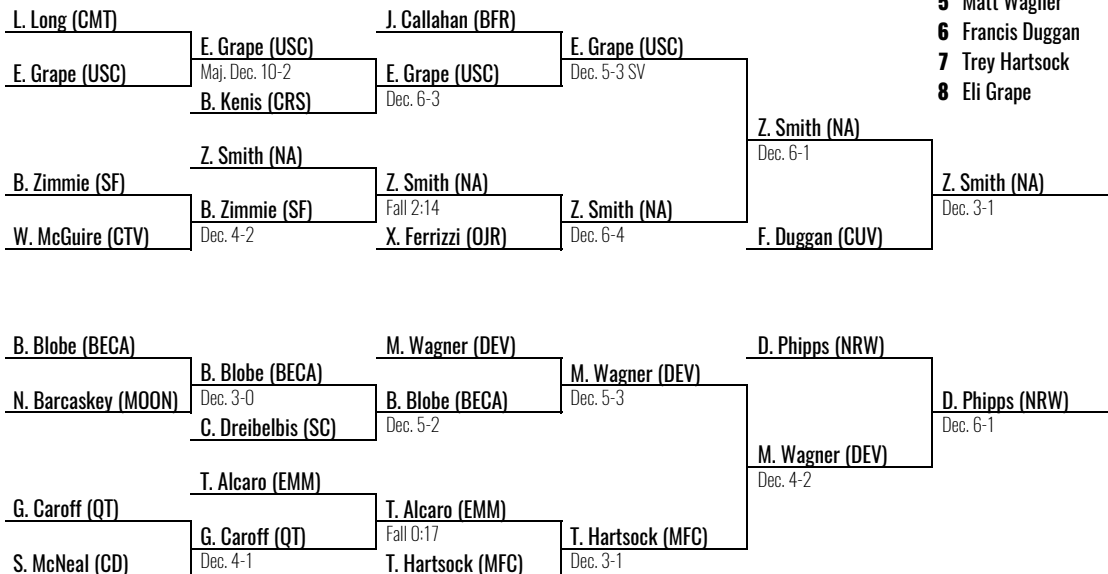 5 Matt Wagner
6 Francis Duggan
7 Trey Hartsock
8 Eli Grape
L. Long (CMT)
E. Grape (USC)
E. Grape (USC)
Maj. Dec. 10-2
B. Kenis (CRS)
J. Callahan (BFR)
E. Grape (USC)
Dec. 6-3
E. Grape (USC)
Dec. 5-3 SV
Z. Smith (NA)
B. Zimmie (SF)
W. McGuire (CTV)
B. Zimmie (SF)
Dec. 4-2
Z. Smith (NA)
Fall 2:14
X. Ferrizzi (OJR)
Z. Smith (NA)
Dec. 6-4
Z. Smith (NA)
Dec. 6-1
F. Duggan (CUV)
Z. Smith (NA)
Dec. 3-1
B. Blobe (BECA)
N. Barcaskey (MOON)
B. Blobe (BECA)
Dec. 3-0
C. Dreibelbis (SC)
M. Wagner (DEV)
B. Blobe (BECA)
Dec. 5-2
M. Wagner (DEV)
Dec. 5-3
T. Alcaro (EMM)
G. Caroff (QT)
S. McNeal (CD)
G. Caroff (QT)
Dec. 4-1
T. Alcaro (EMM)
Fall 0:17
T. Hartsock (MFC)
T. Hartsock (MFC)
Dec. 3-1
D. Phipps (NRW)
M. Wagner (DEV)
Dec. 4-2
D. Phipps (NRW)
Dec. 6-1